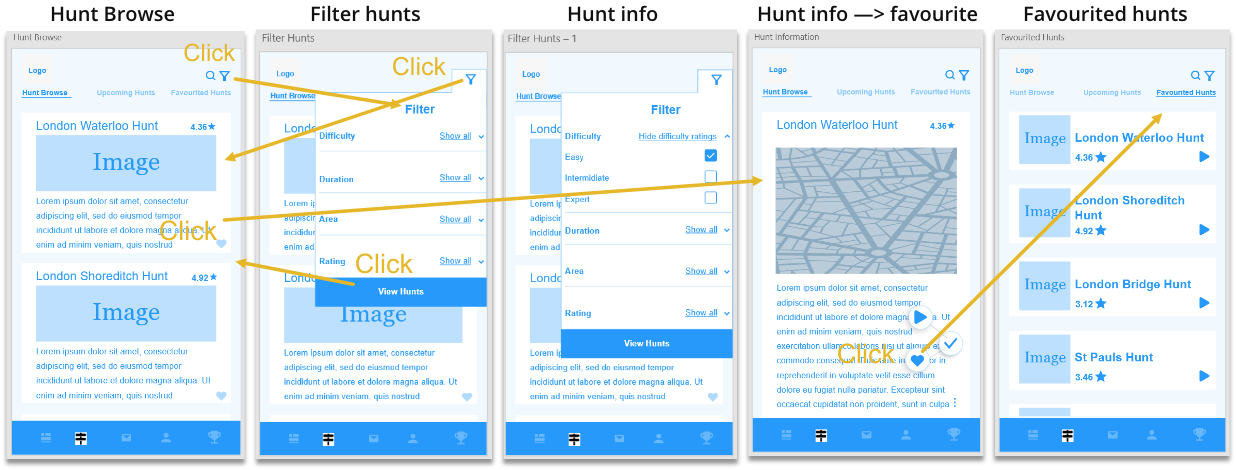 Hunt Browse
Filter hunts
Hunt info
Hunt info —> favourite
Favourited hunts
Hunt Browse
Click
Logo
Hunt Browse
Upcoming Hunts
Favourited Hunts
London Waterloo Hunt
4.36★
Image
Lorem ipsum dolor sit amet, consectetur
adipiscing elit, sed do eiusmod tempor
incididunt ut labore et dolore magna aliqua. Ut
enim ad minim veniam, quis nostrud
Click
London Shoreditch Hunt
4.92★
Image
Lorem ipsum dolor sit amet, consectetur
adipiscing elit, sed do eiusmod tempor
incididunt ut labore et dolore magna aliqua. Ut
enim ad minim veniam, quis nostrud
Filter Hunts
Click
Logo
Hunt Browse
Filter
Difficulty
Show all
Duration
Show all
Area
Show all
Rating
Show all
Click
View Hunts
Image
Lorem ipsum dolor sit amet, consectetur
adipiscing elit, sed do eiusmod tempor
incididunt ut labore et dolore magna aliqua. Ut
enim ad minim veniam, quis nostrud
Filter Hunts – 1
Logo
Hunt Browse
Filter
Difficulty
Hide difficulty ratings
Easy
Intermidiate
Expert
Duration
Show all
Area
Show all
Rating
Show all
View Hunts
Lorem ipsum dolor sit amet, consectetur
adipiscing elit, sed do eiusmod tempor
incididunt ut labore et dolore magna aliqua. Ut
enim ad minim veniam, quis nostrud
Hunt Information
Logo
Hunt Browse
Upcoming Hunts
Favourited Hunts
London Waterloo Hunt
4.36★
Lorem ipsum dolor sit amet, consectetur
adipiscing elit, sed do eiusmod tempor
incididunt ut labore et dolore magna aliqua. Ut
enim ad minim veniam, quis nostrud
exercitation ullamco laboris nisi ut aliquip
commodo consequat. in
reprehenderit in voluptate velit esse cillum
dolore eu fugiat nulla pariatur. Excepteur sint
occaecat cupidatat non proident, sunt in culpa
Click
Favourited Hunts
Logo
Hunt Browse
Upcoming Hunts
Favourited Hunts
Image
London Waterloo Hunt
4.36 ★
Image
London Shoreditch
Hunt
4.92 ★
Image
London Bridge Hunt
3.12 ★
Image
St Pauls Hunt
3.46 ★